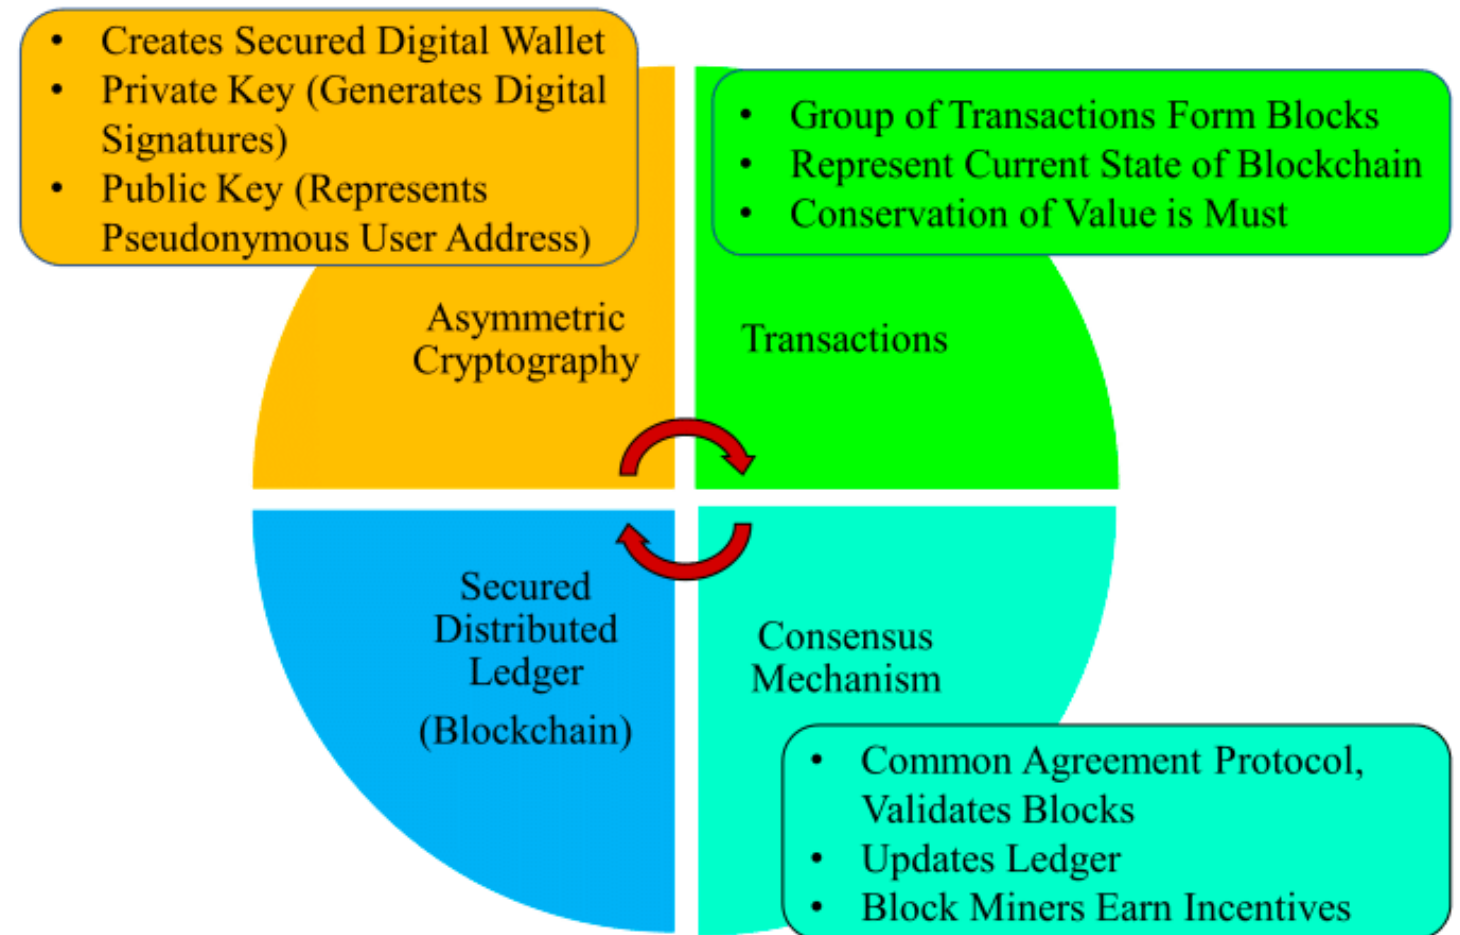 • Creates Secured Digital Wallet
• Private Key (Generates Digital
Signatures)
• Public Key (Represents
Pseudonymous User Address)
• Group of Transactions Form Blocks
• Represent Current State of Blockchain
• Conservation of Value is Must
Asymmetric
Cryptography
Transactions
Secured
Distributed
Ledger
(Blockchain)
Consensus
Mechanism
• Common Agreement Protocol,
Validates Blocks
• Updates Ledger
• Block Miners Earn Incentives